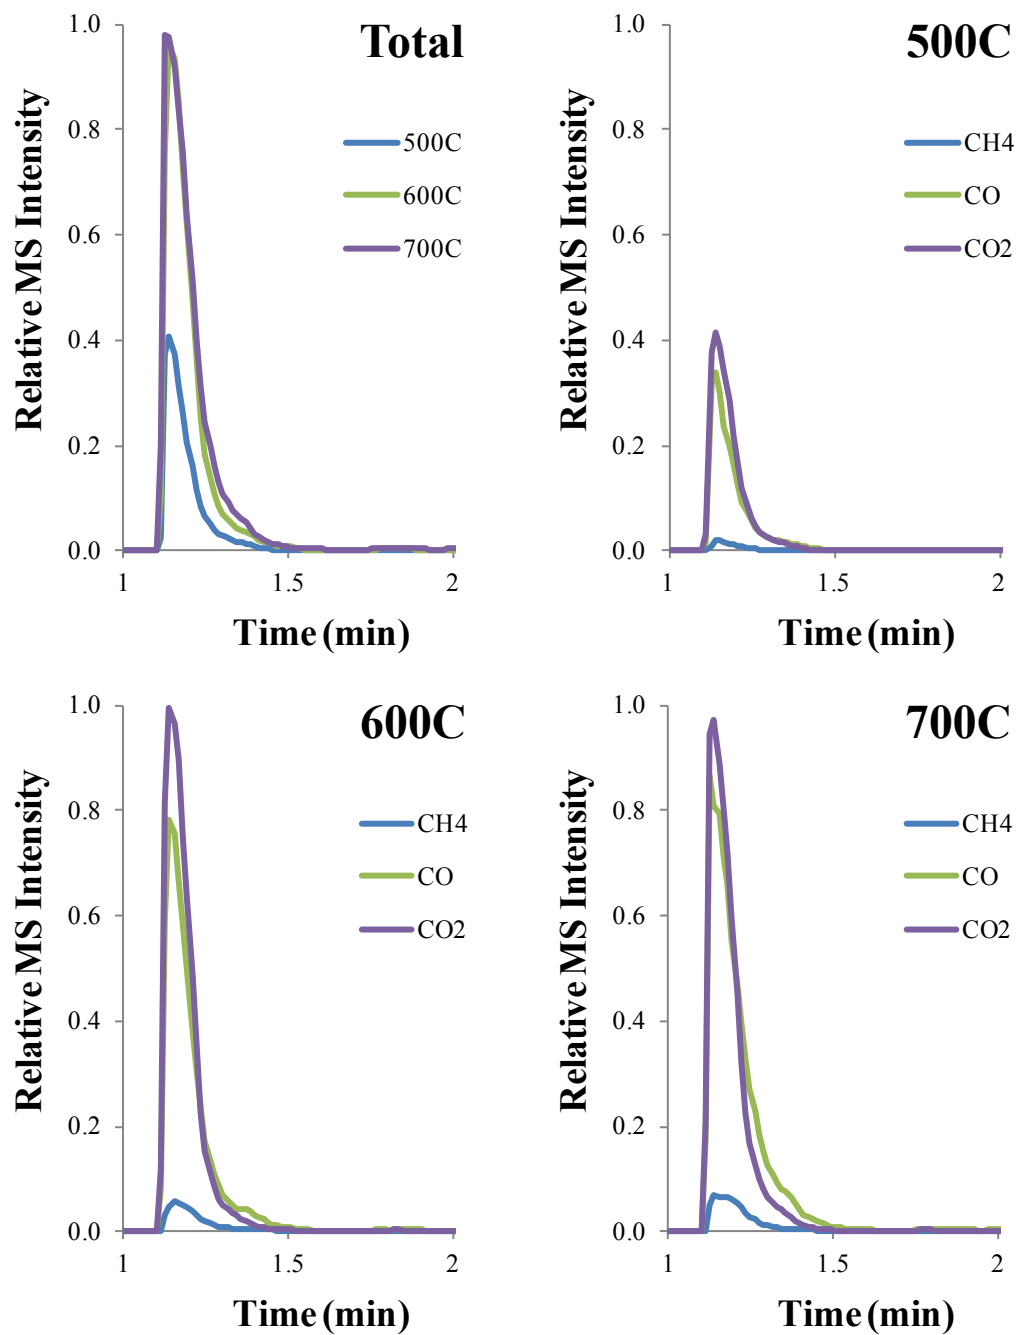 Total
Relative MS Intensity
1.0
0.8
0.6
0.4
0.2
0.0
500C
600C
700C
1 1.5 2
Time (min)
500C
Relative MS Intensity
1.0
0.8
0.6
0.4
0.2
0.0
CH4
CO
CO2
1 1.5 2
Time (min)
600C
Relative MS Intensity
1.0
0.8
0.6
0.4
0.2
0.0
CH4
CO
CO2
1 1.5 2
Time (min)
700C
Relative MS Intensity
1.0
0.8
0.6
0.4
0.2
0.0
CH4
CO
CO2
1 1.5 2
Time (min)